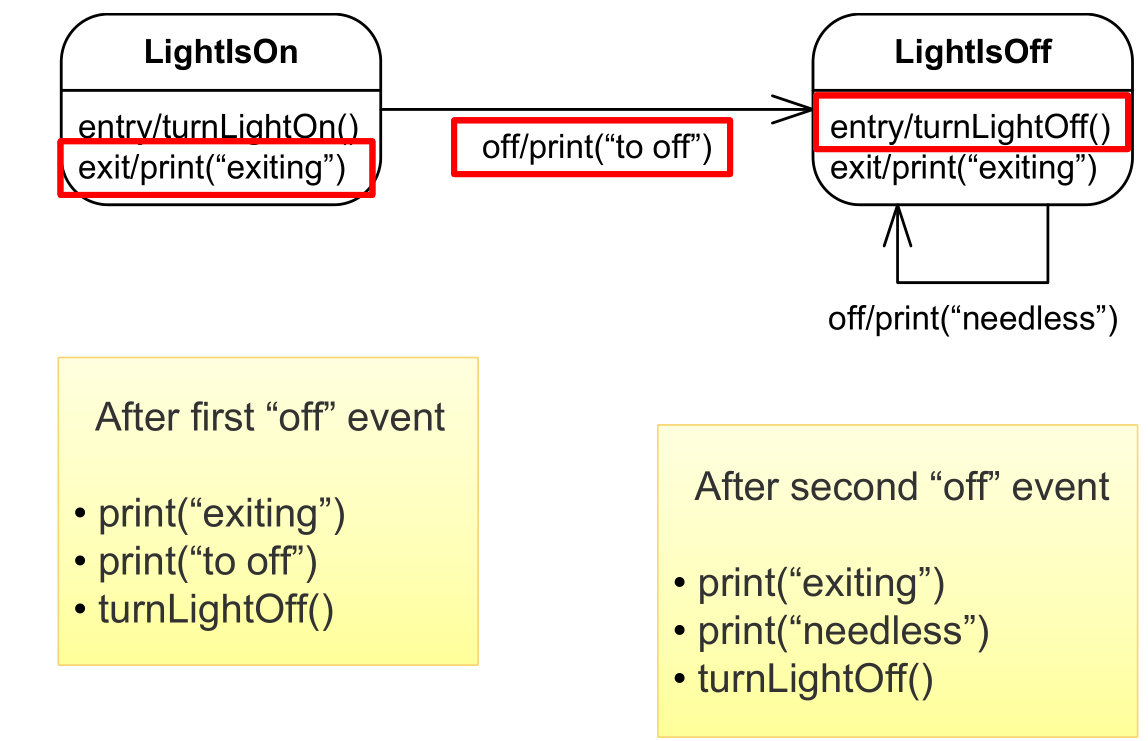 LightIsOn
entry/turnLightOn()
exit/print(“exiting”)
off/print(“to off”)
LightIsOff
entry/turnLightOff()
exit/print(“exiting”)
off/print(“needless”)
After first “off” event
• print(“exiting”)
• print(“to off”)
• turnLightOff()
After second “off” event
• print(“exiting”)
• print(“needless”)
• turnLightOff()